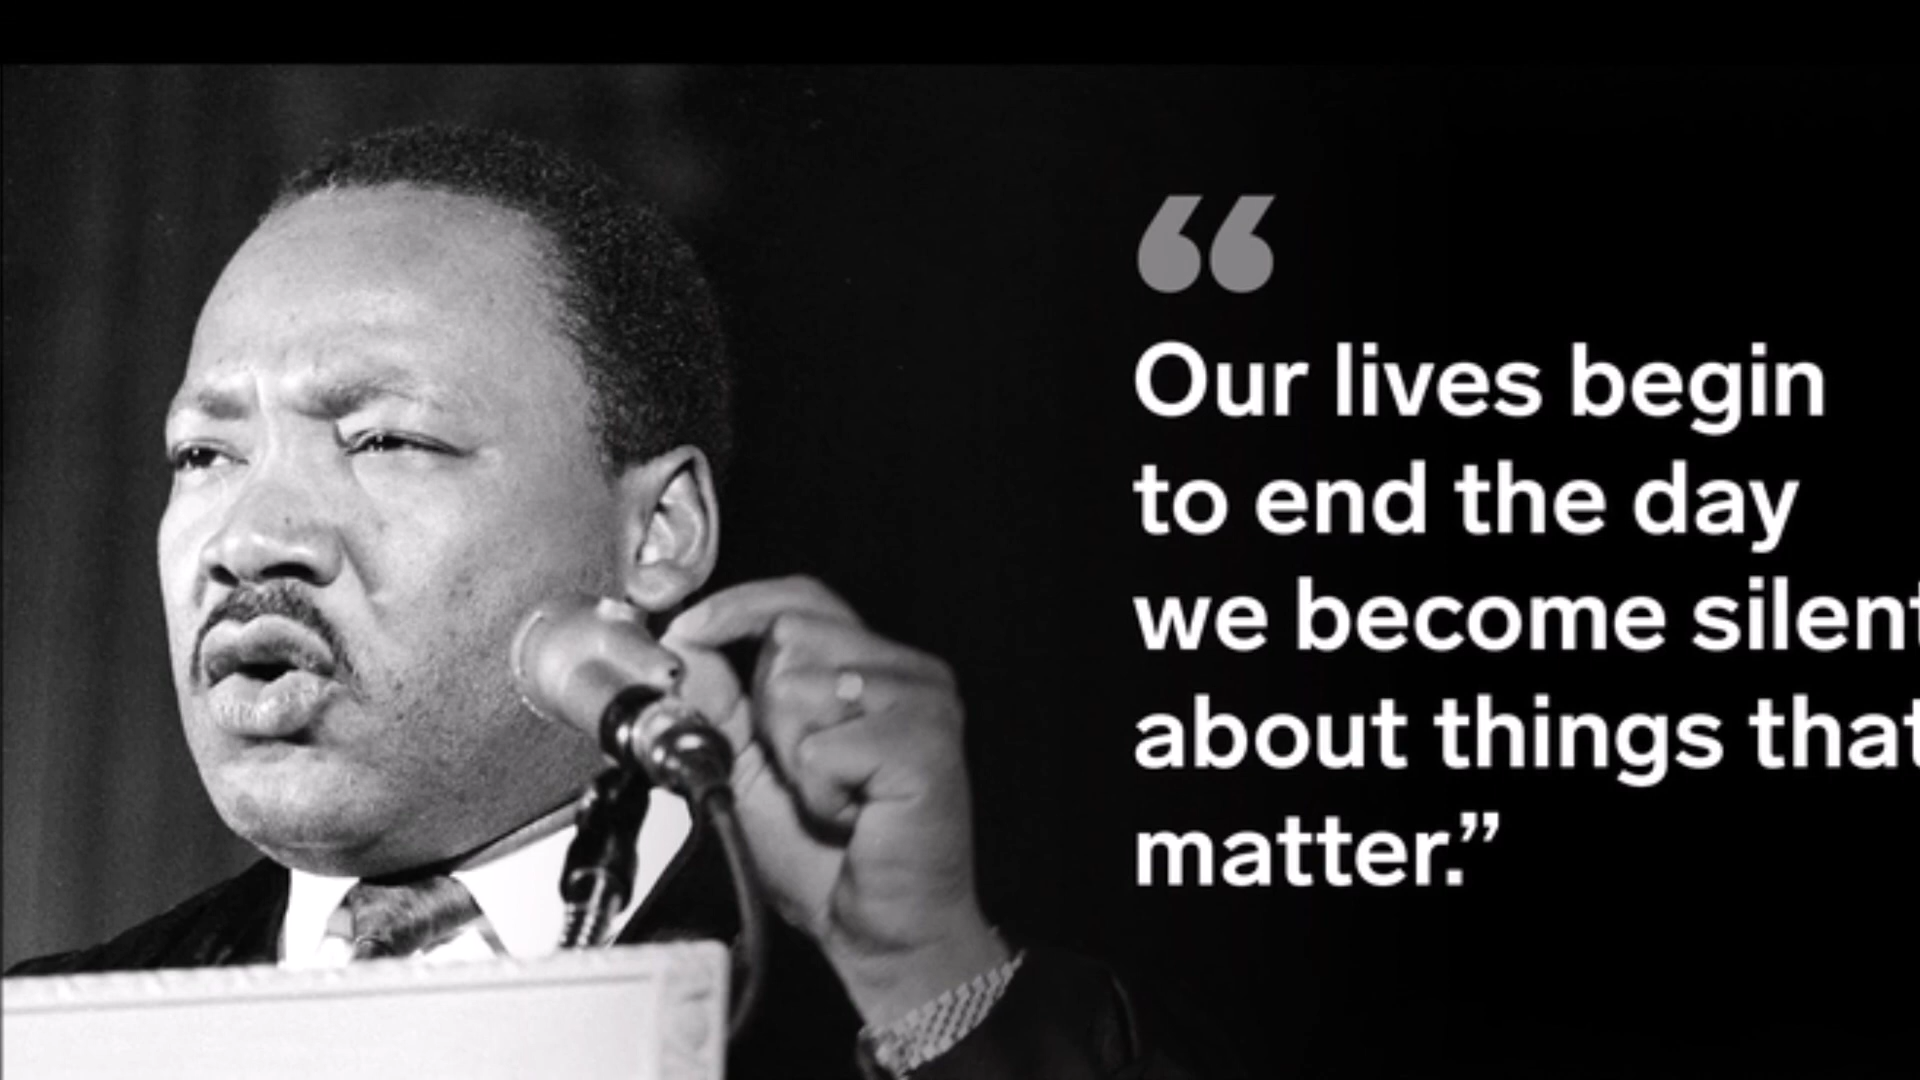 “
Our lives begin
to end the day
we become silent
about things that
matter.”